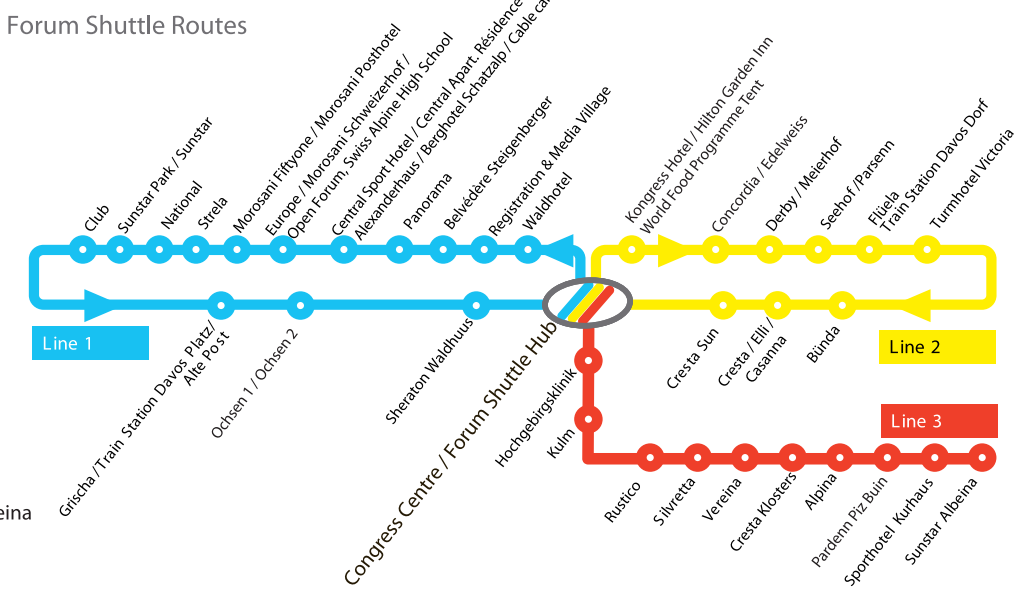 Forum Shuttle Routes
Club
Sunstar Park / Sunstar
National
Strela
Morosani Fiftyone / Morosani Posthotel
Europe / Morosani Schweizerhof /
Open Forum, Swiss Alpine High School
Central Sport Hotel / Central Apart. Résidence
Alexanderhaus / Berghotel Schatzalp / Cable
Panorama
Belvédère Steigenberger
Registration & Media Village
Waldhotel
Kongress Hotel / Hilton Garden Inn
World Food Programme Tent
Concordia / Edelweiss
Derby / Meierhof
Seehof /Parsenn
Flüela
Train Station Davos Dorf
Turmhotel Victoria
Line 1
Grischa / Train Station Davos Platz/
Alte Post
Ochsen 1 / Ochsen 2
Sheraton Waldhuus
Congress Centre / Forum Shuttle Hub
Cresta Sun
Cresta / Elli /
Casanna
Bünda
Line 2
Hochgebirgsklinik
Kulm
Line 3
Rustico
Silvretta
Vereina
Cresta Klosters
Alpina
Pardenn Piz Buin
Sporthotel Kurhaus
Sunstar Albeina